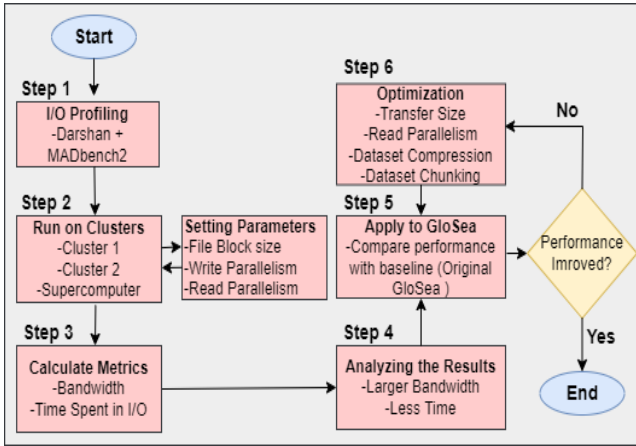 Start
Step 1
I/O Profiling
-Darshan +
MADbench2
Step 2
Run on Clusters
-Cluster 1
-Cluster 2
-Supercomputer
Setting Parameters
-File Block size
-Write Parallelism
-Read Parallelism
Step 3
Calculate Metrics
-Bandwidth
-Time Spent in I/O
Step 4
Analyzing the Results
-Larger Bandwidth
-Less Time
Step 5
Apply to GloSea
-Compare performance
with baseline (Original
GloSea )
Step 6
Optimization
-Transfer Size
-Read Parallelism
-Dataset Compression
-Dataset Chunking
Performance
Imroved?
No
Yes
End